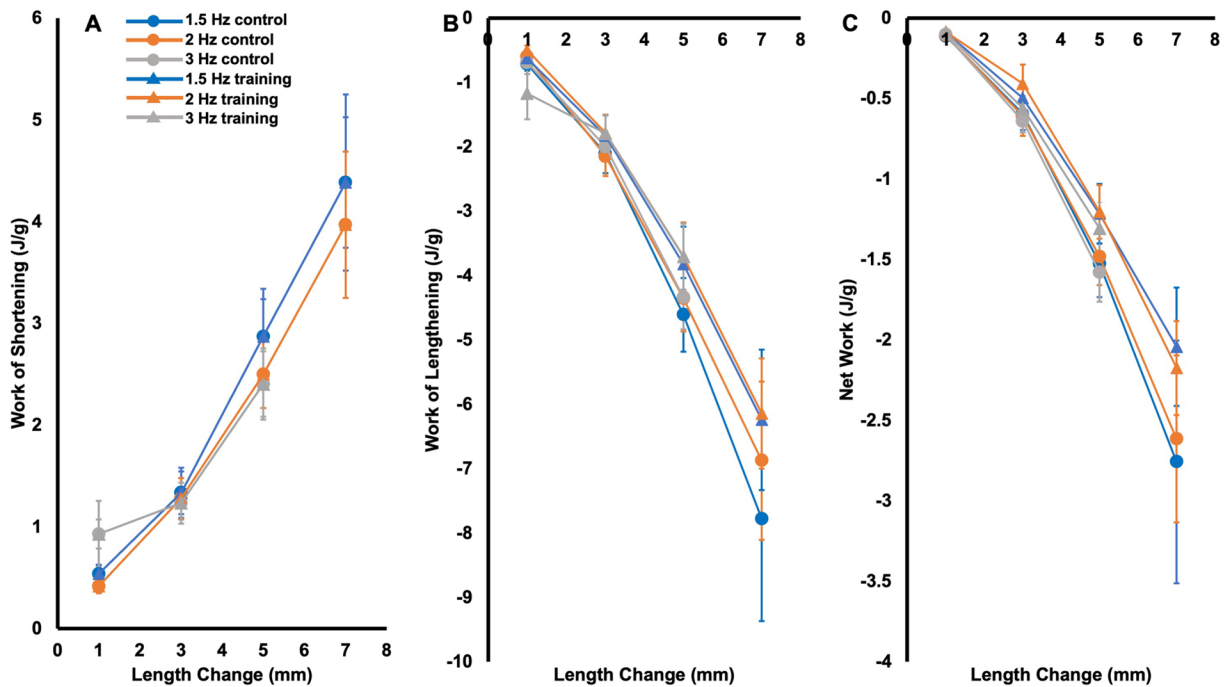 A
1.5 Hz control
2 Hz control
3 Hz control
1.5 Hz training
2 Hz training
3 Hz training
6
5
4
3
2
1
0
0 1 2 3 4 5 6 7 8
Work of Shortening (J/g)
Length Change (mm)
B
0
0 1 2 3 4 5 6 7 8
-1
-2
-3
-4
-5
-6
-7
-8
-9
-10
Work of Lengthening (J/g)
Length Change (mm)
C
0
0 1 2 3 4 5 6 7 8
-0.5
-1
-1.5
-2
-2.5
-3
-3.5
-4
Net Work (J/g)
Length Change (mm)